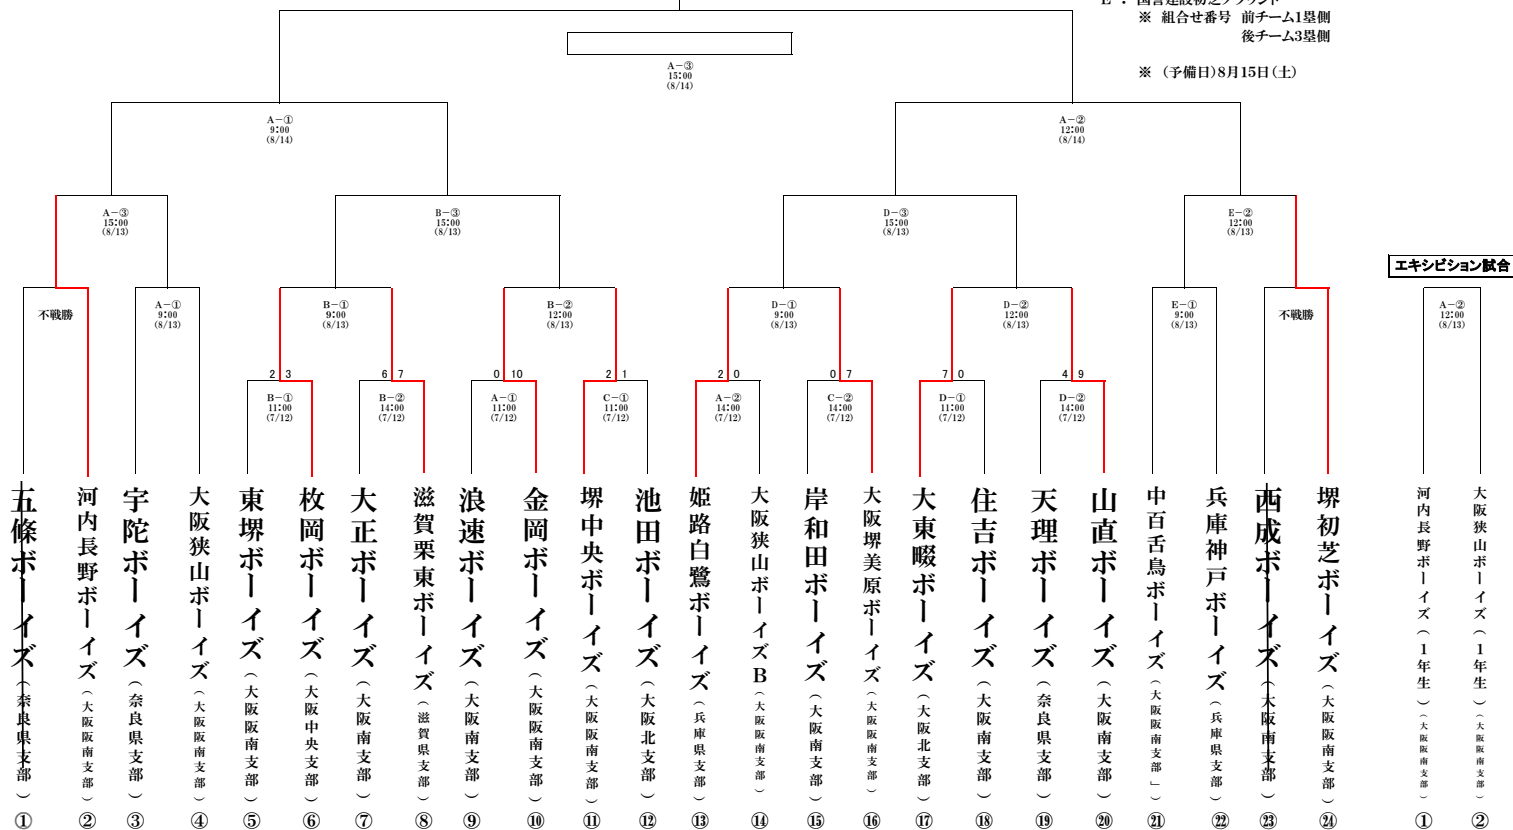 ※ 組合せ番号 前チーム1塁側
後チーム3塁側
※ (予備日)8月15日(土)
A-③
15:00
(8/14)
A-①
9:00
(8/14)
A-②
12:00
(8/14)
A-③
15:00
(8/13)
B-③
15:00
(8/13)
D-③
15:00
(8/13)
E-②
12:00
(8/13)
エキシビション試合
不戦勝
A-①
9:00
(8/13)
B-①
9:00
(8/13)
B-②
12:00
(8/13)
D-①
9:00
(8/13)
D-②
12:00
(8/13)
E-①
9:00
(8/13)
不戦勝
A-②
12:00
(8/13)
2 3
6 7
0 10
2 1
2 0
0 7
7 0
4 9
B-①
11:00
(7/12)
B-②
14:00
(7/12)
A-①
11:00
(7/12)
C-①
11:00
(7/12)
A-②
14:00
(7/12)
C-②
14:00
(7/12)
D-①
11:00
(7/12)
D-②
14:00
(7/12)
五條ボーイズ(奈良県支部)①
河内長野ボーイズ(大阪阪南支部)②
宇陀ボーイズ(奈良県支部)③
大阪狭山ボーイズ(大阪阪南支部)④
東堺ボーイズ(大阪阪南支部)⑤
枚岡ボーイズ(大阪中央支部)⑥
大正ボーイズ(大阪南支部)⑦
滋賀栗東ボーイズ(滋賀県支部)⑧
浪速ボーイズ(大阪南支部)⑨
金岡ボーイズ(大阪阪南支部)⑩
堺中央ボーイズ(大阪阪南支部)⑪
池田ボーイズ(大阪北支部)⑫
姫路白鷺ボーイズ(兵庫県支部)⑬
大阪狭山ボーイズB(大阪阪南支部)⑭
岸和田ボーイズ(大阪南支部)⑮
大阪堺美原ボーイズ(大阪阪南支部)⑯
大東畷ボーイズ(大阪北支部)⑰
住吉ボーイズ(大阪南支部)⑱
天理ボーイズ(奈良県支部)⑲
山直ボーイズ(大阪南支部)⑳
中百舌鳥ボーイズ(大阪阪南支部」)㉑
兵庫神戸ボーイズ(兵庫県支部)㉒
西成ボーイズ(大阪南支部)㉓
堺初芝ボーイズ(大阪阪南支部)㉔
河内長野ボーイズ(1年生)(大阪阪南支部)①
大阪狭山ボーイズ(1年生)(大阪阪南支部)②